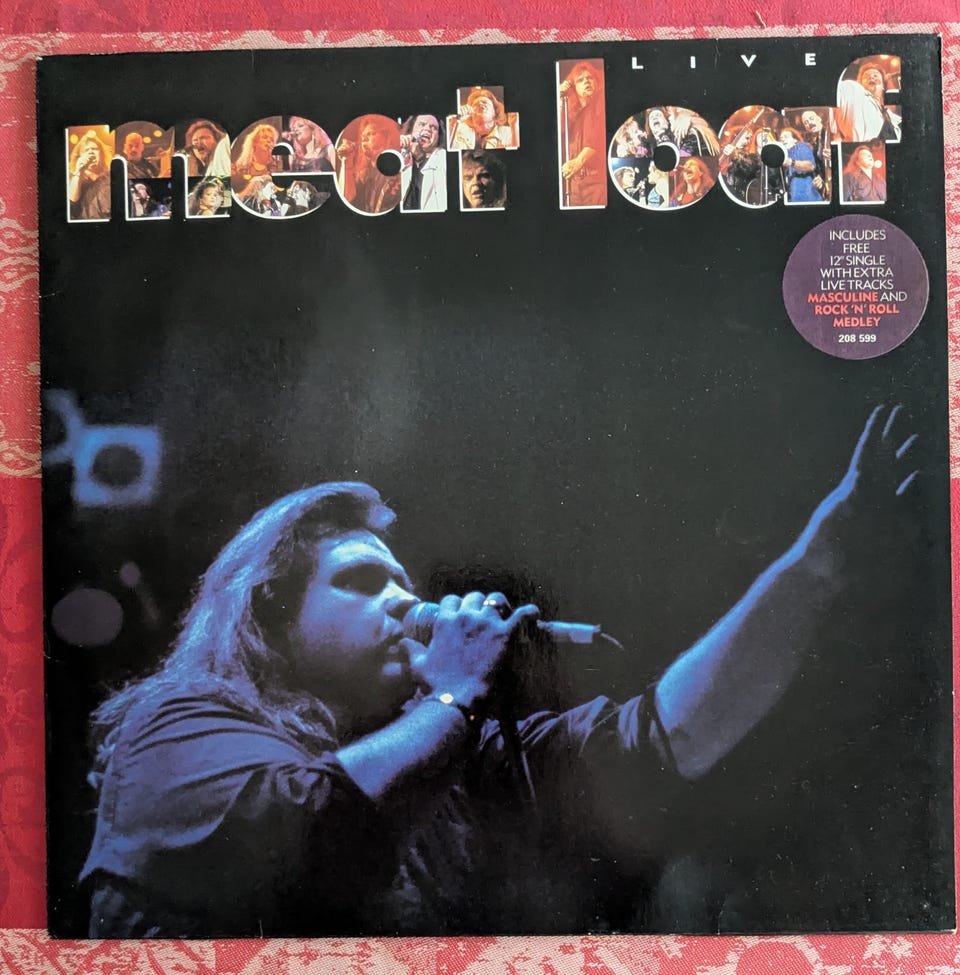 LIVE
meat loaf
INCLUDES
FREE
12" SINGLE
WITH EXTRA
LIVE TRACKS
MASCULINE AND
ROCK 'N' ROLL
MEDLEY
208 599